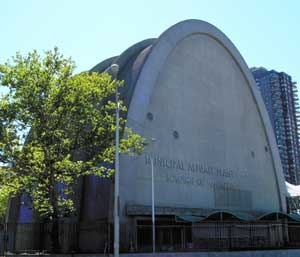 MUNICIPAL ASPHALT PLANT
BOROUGH OF MANHATTAN